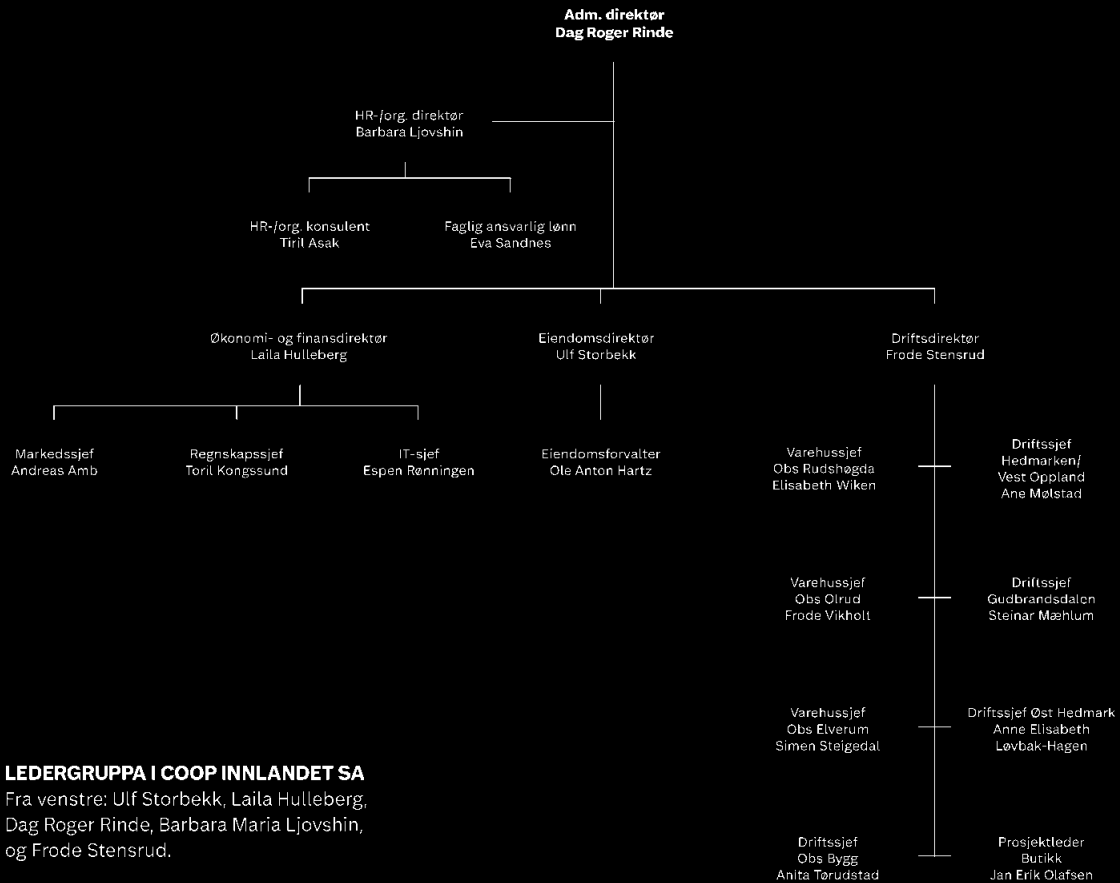 Adm. direktør
Dag Roger Rinde
HR-/org. direktør
Barbara Ljovshin
HR-/org. konsulent
Tiril Asak
Faglig ansvarlig lønn
Eva Sandnes
Økonomi- og finansdirektør
Laila Hulleberg
Eiendomsdirektør
Ulf Storbekk
Driftsdirektør
Frode Stensrud
Markedssjef
Andreas Amb
Regnskapssjef
Toril Kongssund
IT-sjef
Espen Rønningen
Eiendomsforvalter
Ole Anton Hartz
Varehussjef
Obs Rudshøgda
Elisabeth Wiken
Driftssjef
Hedmarken/
Vest Oppland
Ane Mølstad
Varehussjef
Obs Olrud
Frode Vikholt
Driftssjef
Gudbrandsdalen
Steinar Mæhlum
Varehussjef
Obs Elverum
Simen Steigedal
Driftssjef Øst Hedmark
Anne Elisabeth
Løvbak-Hagen
Driftssjef
Obs Bygg
Anita Tørudstad
Prosjektleder
Butikk
Jan Erik Olafsen
LEDERGRUPPA I COOP INNLANDET SA
Fra venstre: Ulf Storbekk, Laila Hulleberg,
Dag Roger Rinde, Barbara Maria Ljovshin,
og Frode Stensrud.